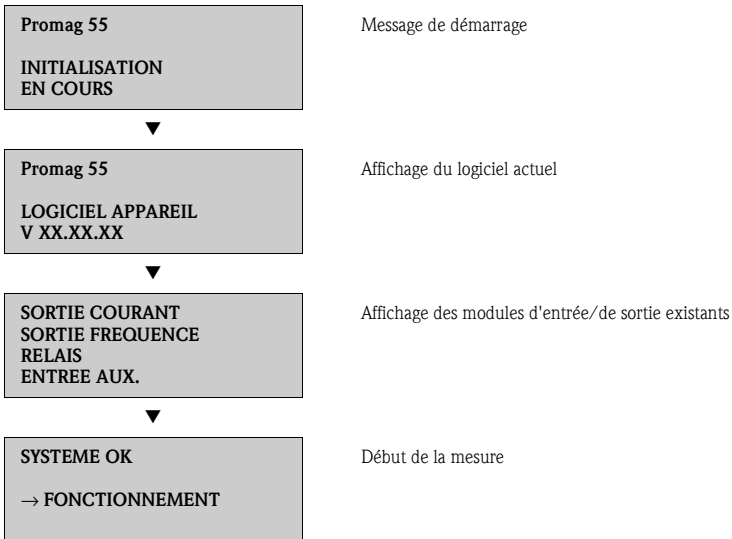 Promag 55
Message de démarrage
INITIALISATION
EN COURS
▼
Promag 55
Affichage du logiciel actuel
LOGICIEL APPAREIL
V XX.XX.XX
▼
SORTIE COURANT
Affichage des modules d'entrée/de sortie existants
SORTIE FREQUENCE
RELAIS
ENTREE AUX.
▼
SYSTEME OK
Début de la mesure
→ FONCTIONNEMENT